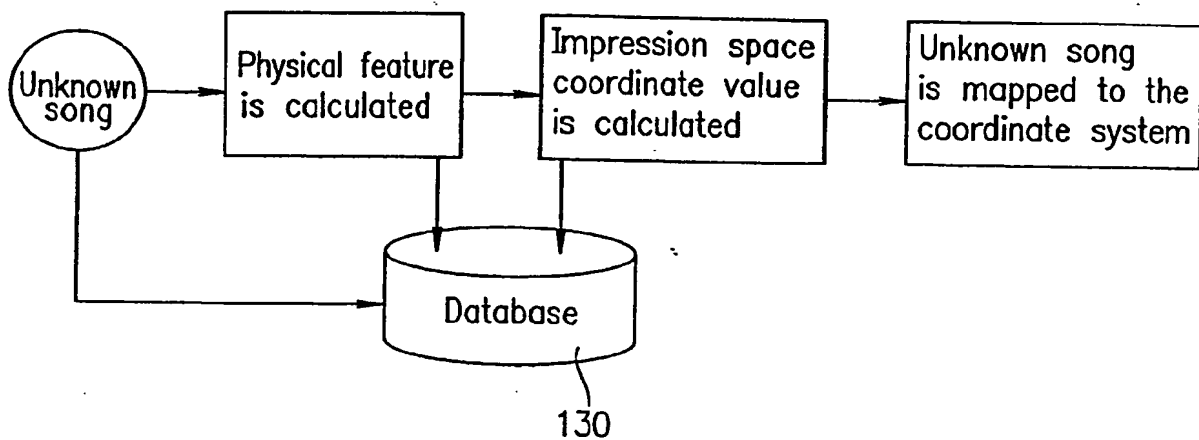 Unknown
song
Physical feature
is calculated
Impression space
coordinate value
is calculated
Unknown song
is mapped to the
coordinate system
Database
130